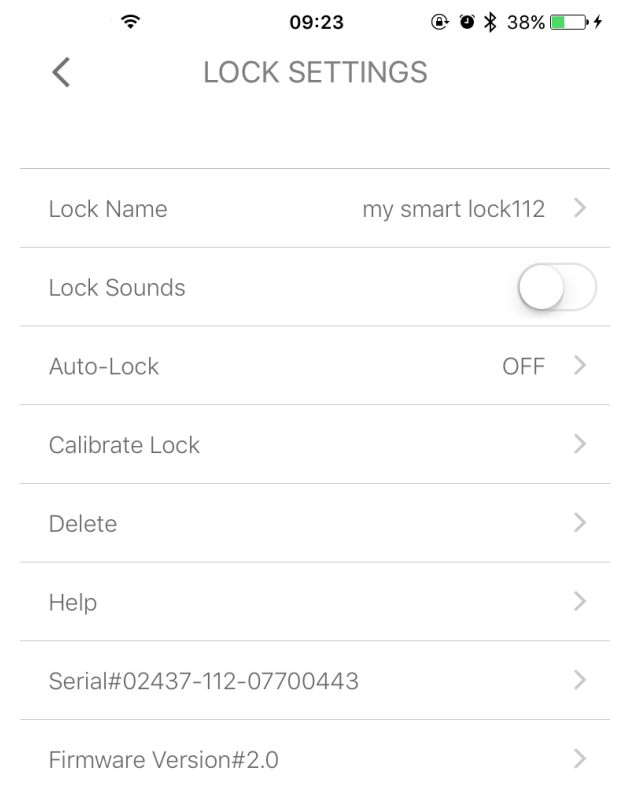 09:23 38%
LOCK SETTINGS
Lock Name my smart lock112
Lock Sounds
Auto-Lock OFF
Calibrate Lock
Delete
Help
Serial#02437-112-07700443
Firmware Version#2.0